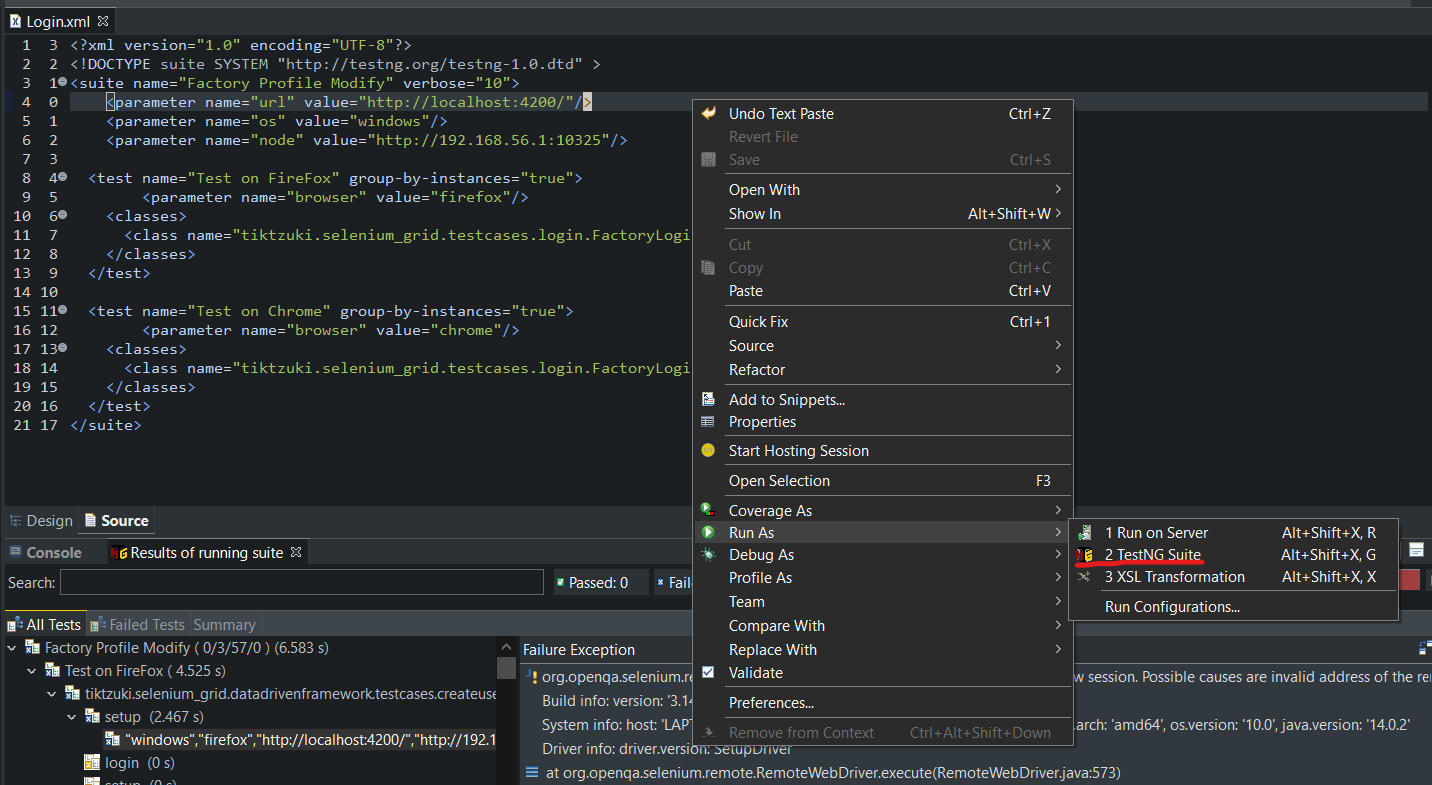 Login.xml
1 3 <?xml version="1.0" encoding="UTF-8"?>
2 2 <!DOCTYPE suite SYSTEM "http://testng.org/testng-1.0.dtd" >
3 1 <suite name="Factory Profile Modify" verbose="10">
4 0 <parameter name="url" value="http://localhost:4200/"/>
5 1 <parameter name="os" value="windows"/>
6 2 <parameter name="node" value="http://192.168.56.1:10325"/>
7 3
8 4 <test name="Test on FireFox" group-by-instances="true">
9 5 <parameter name="browser" value="firefox"/>
10 6 <classes>
11 7 <class name="tiktzuki.selenium_grid.testcases.login.FactoryLogi
12 8 </classes>
13 9 </test>
14 10
15 11 <test name="Test on Chrome" group-by-instances="true">
16 12 <parameter name="browser" value="chrome"/>
17 13 <classes>
18 14 <class name="tiktzuki.selenium_grid.testcases.login.FactoryLogi
19 15 </classes>
20 16 </test>
21 17 </suite>
Undo Text Paste Ctrl+Z
Revert File
Save Ctrl+S
Open With
Show In Alt+Shift+W
Cut Ctrl+X
Copy Ctrl+C
Paste Ctrl+V
Quick Fix Ctrl+1
Source
Refactor
Add to Snippets...
Properties
Start Hosting Session
Open Selection F3
Coverage As
Run As
Debug As
Profile As
Team
Compare With
Replace With
Validate
Preferences...
Remove from Context Ctrl+Alt+Shift+Down
1 Run on Server Alt+Shift+X, R
2 TestNG Suite Alt+Shift+X, G
3 XSL Transformation Alt+Shift+X, X
Run Configurations...
Design Source
Console Results of running suite
Search: Passed: 0 Fail
All Tests Failed Tests Summary
Factory Profile Modify ( 0/3/57/0 ) (6.583 s)
Test on FireFox ( 4.525 s)
tiktzuki.selenium_grid.datadrivenframework.testcases.createuse
setup (2.467 s)
"windows","firefox","http://localhost:4200/","http://192.1
login (0 s)
setup (0 s)
Failure Exception
org.openqa.selenium.re w session. Possible causes are invalid address of the re
Build info: version: '3.14
System info: host: 'LAPT .arch: 'amd64', os.version: '10.0', java.version: '14.0.2'
Driver info: driver.version: SetupDriver
at org.openqa.selenium.remote.RemoteWebDriver.execute(RemoteWebDriver.java:573)